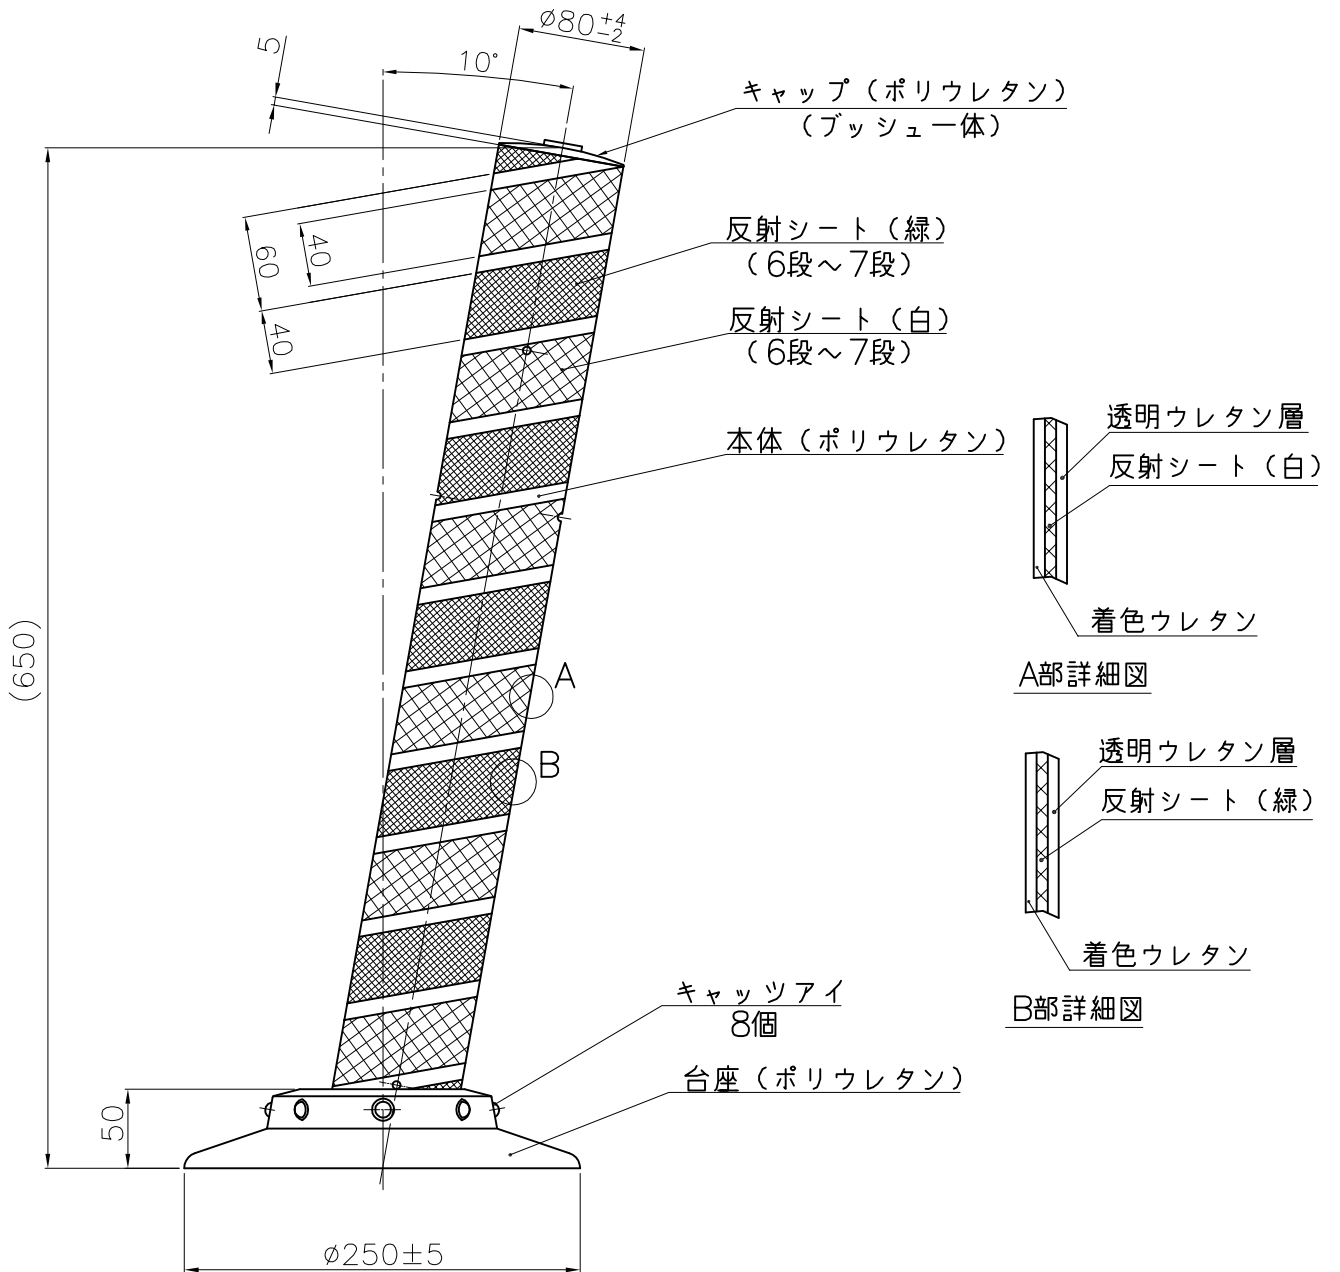 ø80+4-2
5
10°
キャップ（ポリウレタン）
（ブッシュ一体）
60
40
40
反射シート（緑）
（6段～7段）
反射シート（白）
（6段～7段）
本体（ポリウレタン）
透明ウレタン層
反射シート（白）
着色ウレタン
A部詳細図
(650)
A
B
透明ウレタン層
反射シート（緑）
着色ウレタン
B部詳細図
キャッツアイ
8個
台座（ポリウレタン）
50
ø250±5